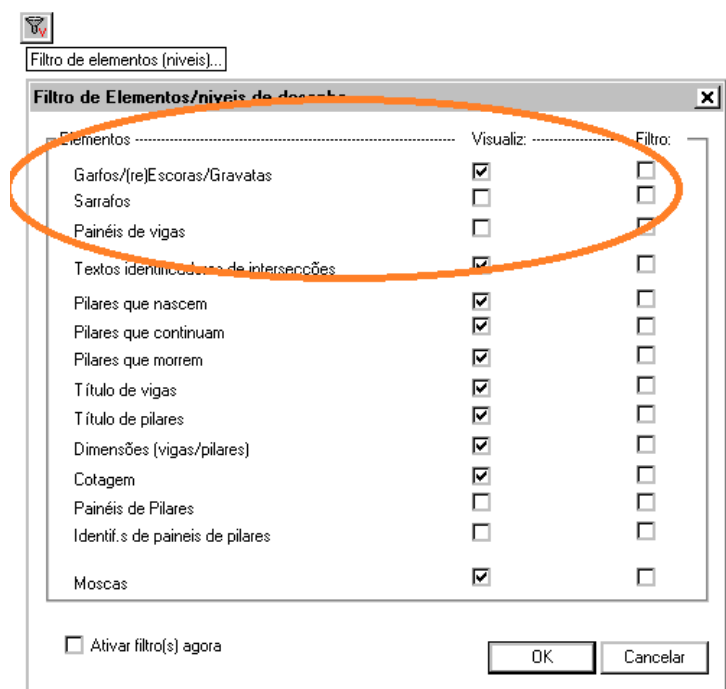 Filtro de elementos (niveis)...
Filtro de Elementos/niveis de desenho
Elementos Visualiz: Filtro:
Garfos/(re)Escoras/Gravatas
Sarrafos
Painéis de vigas
Textos identificadores de intersecções
Pilares que nascem
Pilares que continuam
Pilares que morrem
Título de vigas
Título de pilares
Dimensões (vigas/pilares)
Cotagem
Painéis de Pilares
Identif.s de paineis de pilares
Moscas
Ativar filtro(s) agora
OK Cancelar